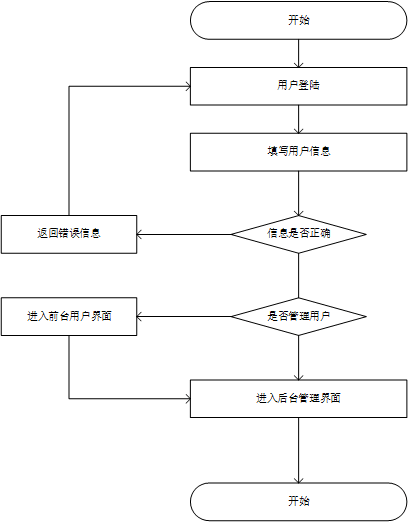 开始
用户登陆
填写用户信息
返回错误信息
信息是否正确
进入前台用户界面
是否管理用户
进入后台管理界面
开始